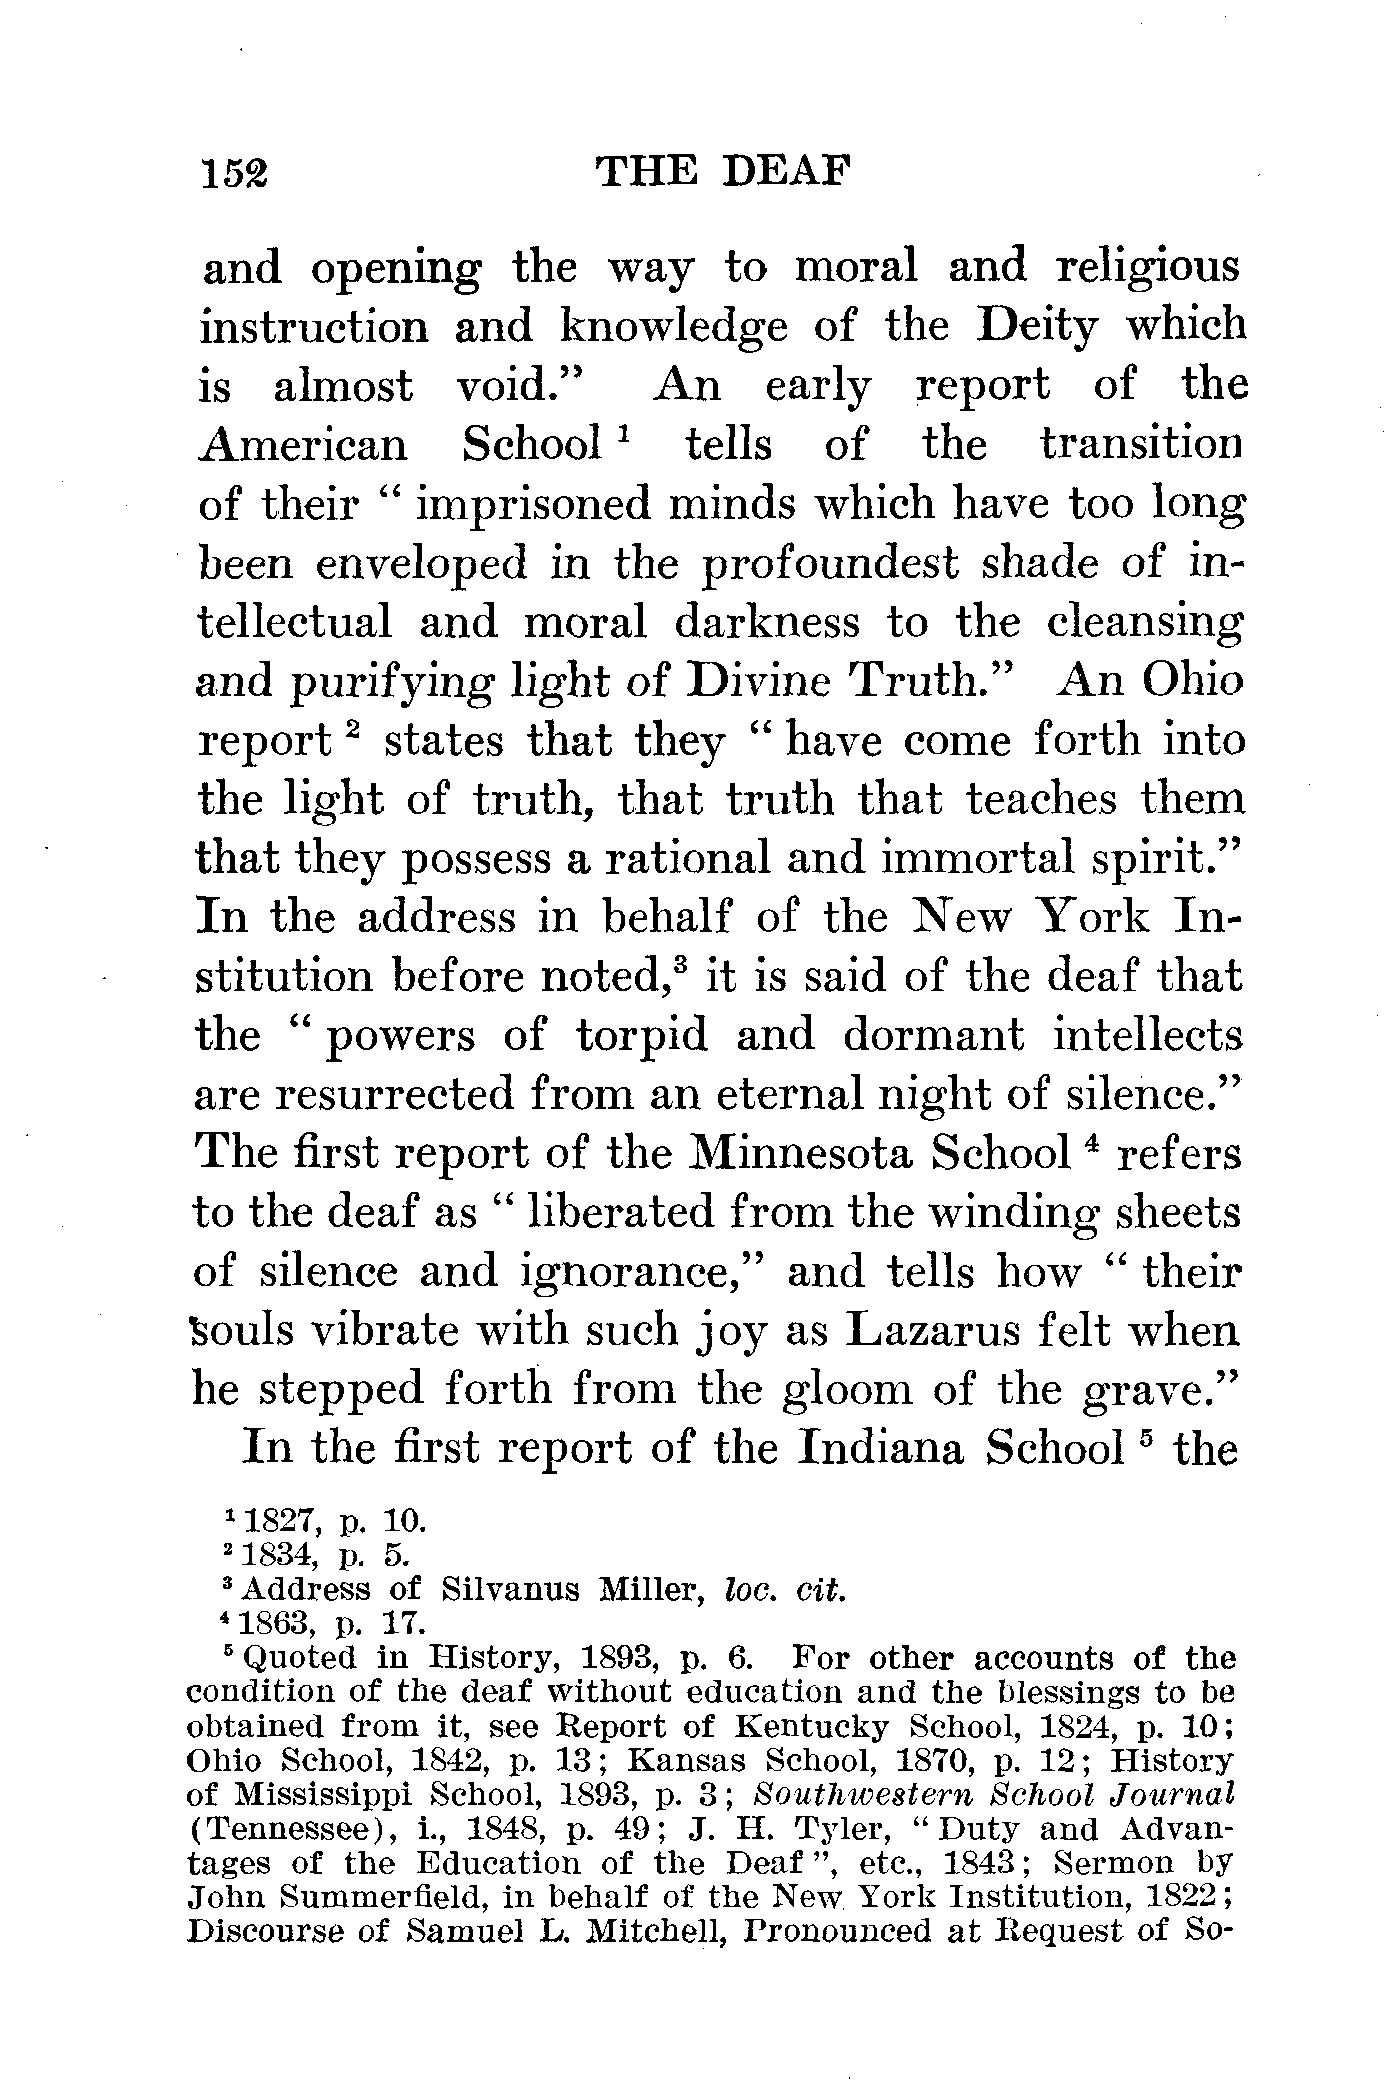 152 THE DEAF
and opening the way to moral and religious
instruction and knowledge of the Deity which
is almost void.” An early report of the
American School ¹ tells of the transition
of their “ imprisoned minds which have too long
been enveloped in the profoundest shade of in-
tellectual and moral darkness to the cleansing
and purifying light of Divine Truth.” An Ohio
report ² states that they “ have come forth into
the light of truth, that truth that teaches them
that they possess a rational and immortal spirit.”
In the address in behalf of the New York In-
stitution before noted,³ it is said of the deaf that
the “ powers of torpid and dormant intellects
are resurrected from an eternal night of silence.”
The first report of the Minnesota School ⁴ refers
to the deaf as “ liberated from the winding sheets
of silence and ignorance,” and tells how “ their
souls vibrate with such joy as Lazarus felt when
he stepped forth from the gloom of the grave.”
In the first report of the Indiana School ⁵ the
¹ 1827, p. 10.
² 1834, p. 5.
³ Address of Silvanus Miller, loc. cit.
⁴ 1863, p. 17.
⁵ Quoted in History, 1893, p. 6. For other accounts of the
condition of the deaf without education and the blessings to be
obtained from it, see Report of Kentucky School, 1824, p. 10;
Ohio School, 1842, p. 13; Kansas School, 1870, p. 12; History
of Mississippi School, 1893, p. 3; Southwestern School Journal
(Tennessee), i., 1848, p. 49; J. H. Tyler, “ Duty and Advan-
tages of the Education of the Deaf ”, etc., 1843; Sermon by
John Summerfield, in behalf of the New York Institution, 1822;
Discourse of Samuel L. Mitchell, Pronounced at Request of So-